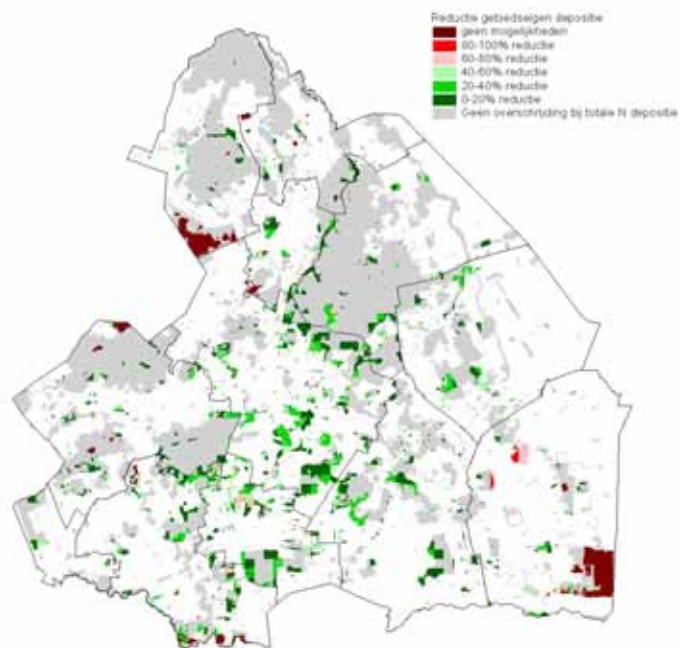 Reductie gebiedseigen depositie
geen mogelijkheden
80-100% reductie
60-80% reductie
40/60% reductie
20-40% reductie
0-20% reductie
Geen overschrijding bij totale N depositie